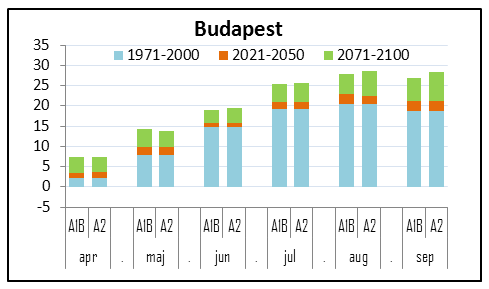 Budapest
1971-2000 2021-2050 2071-2100
35
30
25
20
15
10
5
0
-5
A1B A2 A1B A2 A1B A2 A1B A2 A1B A2 A1B A2
apr . maj . jun . jul . aug . sep